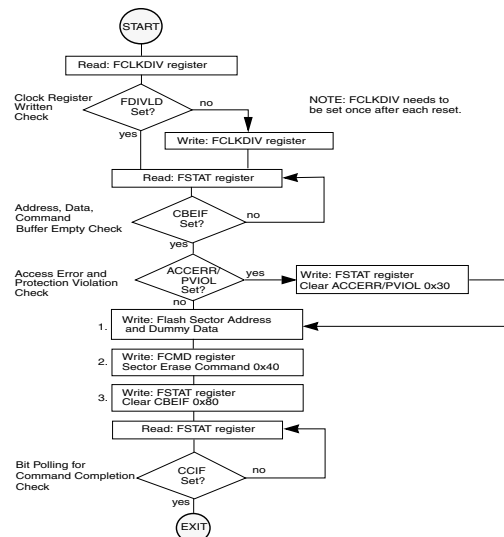 START
Read: FCLKDIV register
Clock Register
Written
Check
FDIVLD
Set?
no
yes
NOTE: FCLKDIV needs to
be set once after each reset.
Write: FCLKDIV register
Read: FSTAT register
Address, Data,
Command
Buffer Empty Check
CBEIF
Set?
no
yes
Access Error and
Protection Violation
Check
ACCERR/
PVIOL
Set?
yes
no
Write: FSTAT register
Clear ACCERR/PVIOL 0x30
1.
Write: Flash Sector Address
and Dummy Data
2.
Write: FCMD register
Sector Erase Command 0x40
3.
Write: FSTAT register
Clear CBEIF 0x80
Read: FSTAT register
Bit Polling for
Command Completion
Check
CCIF
Set?
no
yes
EXIT